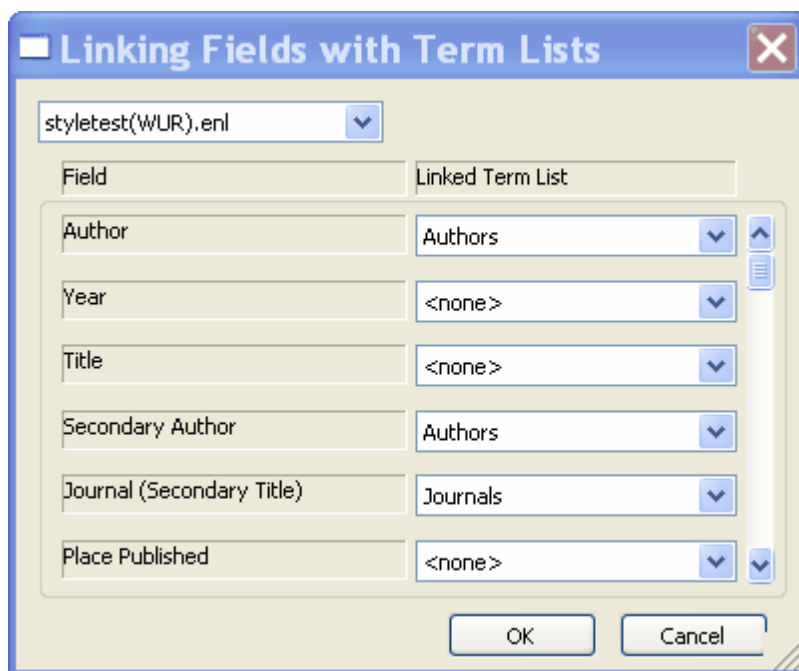 Linking Fields with Term Lists
styletest(WUR).enl
Field Linked Term List
Author Authors
Year <none>
Title <none>
Secondary Author Authors
Journal (Secondary Title) Journals
Place Published <none>
OK Cancel